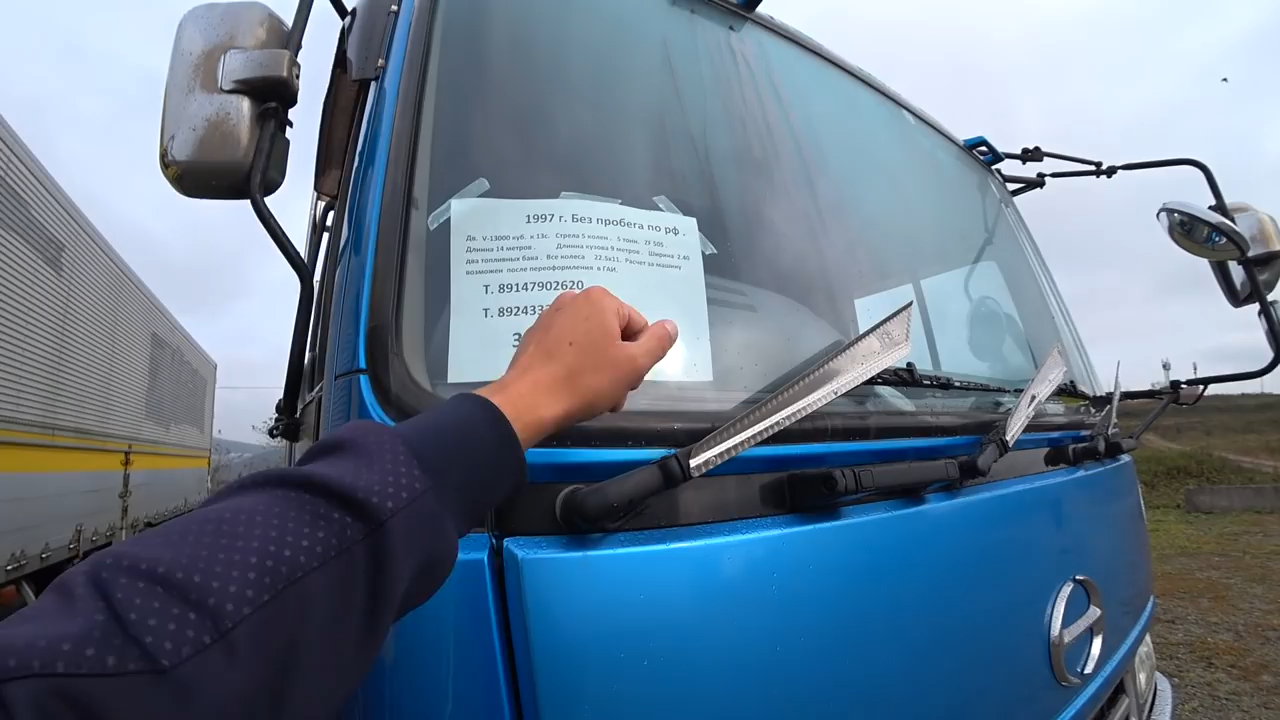 1997 г. Без пробега по рф .
Дв. V-13000 куб. к 13с. Стрела 5 колен . 5 тонн. ZF 505 .
Длинна 14 метров . Длинна кузова 9 метров . Ширина 2.40
два топливных бака . Все колеса 22.5х11. Расчет за машину
возможен после переоформления в ГАИ.
Т. 89147902620
Т. 892433